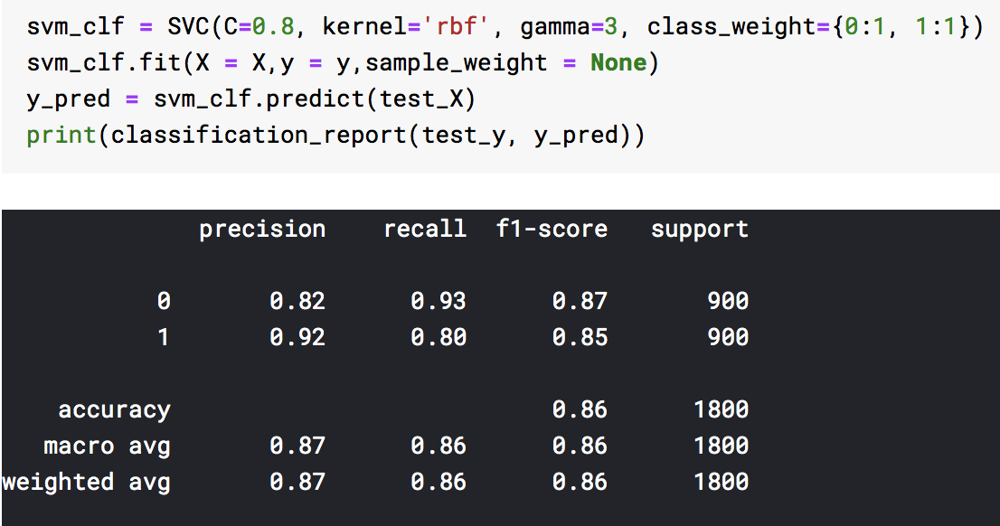 svm_clf = SVC(C=0.8, kernel='rbf', gamma=3, class_weight={0:1, 1:1})
svm_clf.fit(X = X,y = y,sample_weight = None)
y_pred = svm_clf.predict(test_X)
print(classification_report(test_y, y_pred))
precision recall f1-score support
0 0.82 0.93 0.87 900
1 0.92 0.80 0.85 900
accuracy 0.86 1800
macro avg 0.87 0.86 0.86 1800
weighted avg 0.87 0.86 0.86 1800